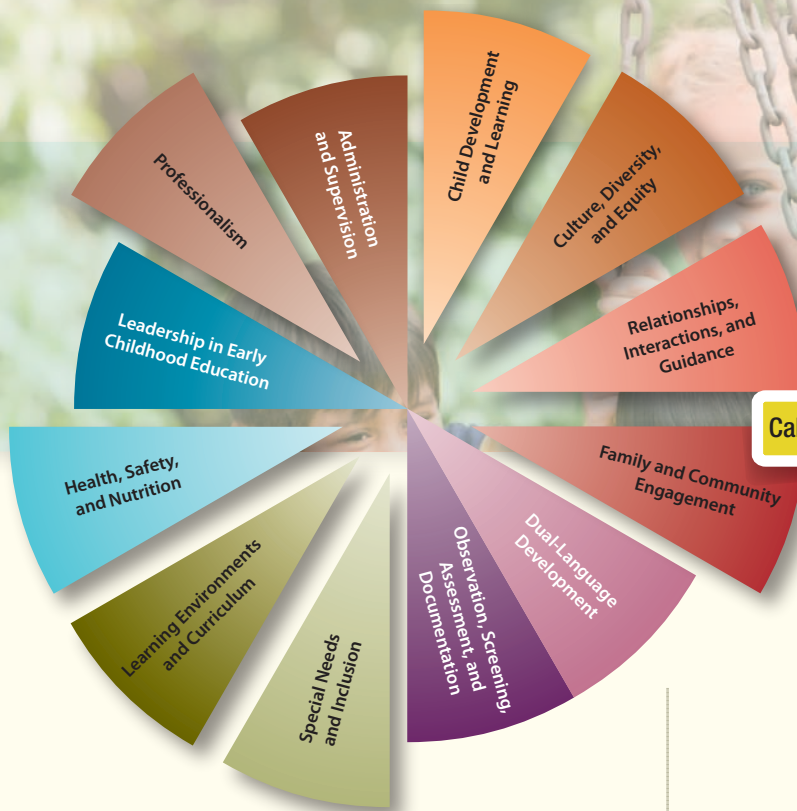 Child Development
and Learning
Culture, Diversity,
and Equity
Relationships,
Interactions, and
Guidance
Family and Community
Engagement
Dual-Language
Development
Observation, Screening,
Assessment, and
Documentation
Special Needs
and Inclusion
Learning Environments
and Curriculum
Health, Safety,
and Nutrition
Leadership in Early
Childhood Education
Professionalism
Administration
and Supervision